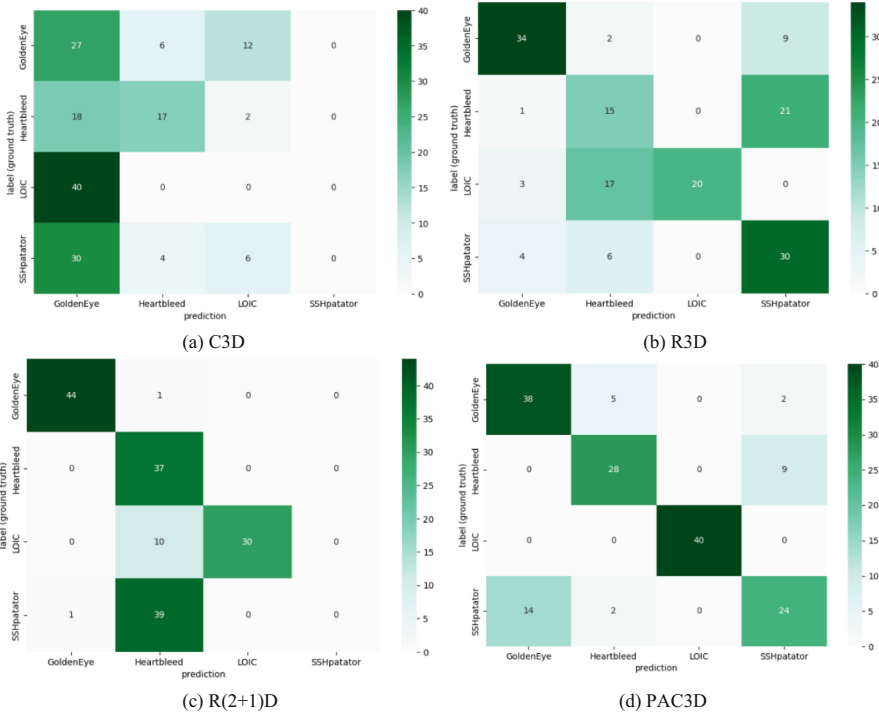 40
35
30
25
20
15
10
5
0
GoldenEye
27 6 12 0
Heartbleed
18 17 2 0
LOIC
40 0 0 0
SSHpatator
30 4 6 0
label (ground truth)
GoldenEye Heartbleed LOIC SSHpatator
prediction
(a) C3D
30
25
20
15
10
5
0
GoldenEye
34 2 0 9
Heartbleed
1 15 0 21
LOIC
3 17 20 0
SSHpatator
4 6 0 30
label (ground truth)
GoldenEye Heartbleed LOIC SSHpatator
prediction
(b) R3D
40
35
30
25
20
15
10
5
0
GoldenEye
44 1 0 0
Heartbleed
0 37 0 0
LOIC
0 10 30 0
SSHpatator
1 39 0 0
label (ground truth)
GoldenEye Heartbleed LOIC SSHpatator
prediction
(c) R(2+1)D
40
35
30
25
20
15
10
5
0
GoldenEye
38 5 0 2
Heartbleed
0 28 0 9
LOIC
0 0 40 0
SSHpatator
14 2 0 24
label (ground truth)
GoldenEye Heartbleed LOIC SSHpatator
prediction
(d) PAC3D